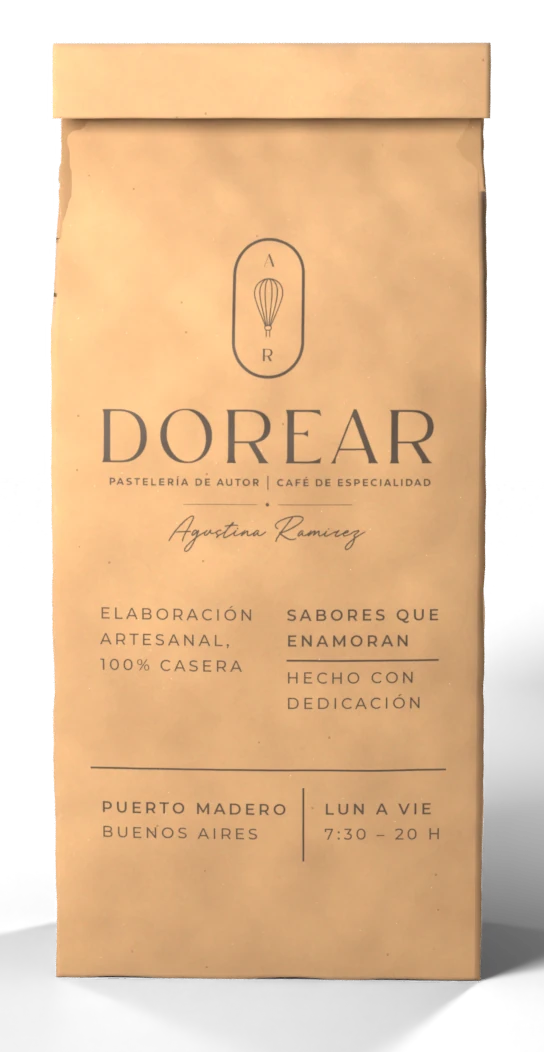 A
R
DOREAR
PASTELERÍA DE AUTOR | CAFÉ DE ESPECIALIDAD
Agustina Ramirez
ELABORACIÓN
ARTESANAL,
100% CASERA
SABORES QUE
ENAMORAN
HECHO CON
DEDICACIÓN
PUERTO MADERO
BUENOS AIRES
LUN A VIE
7:30 – 20 H